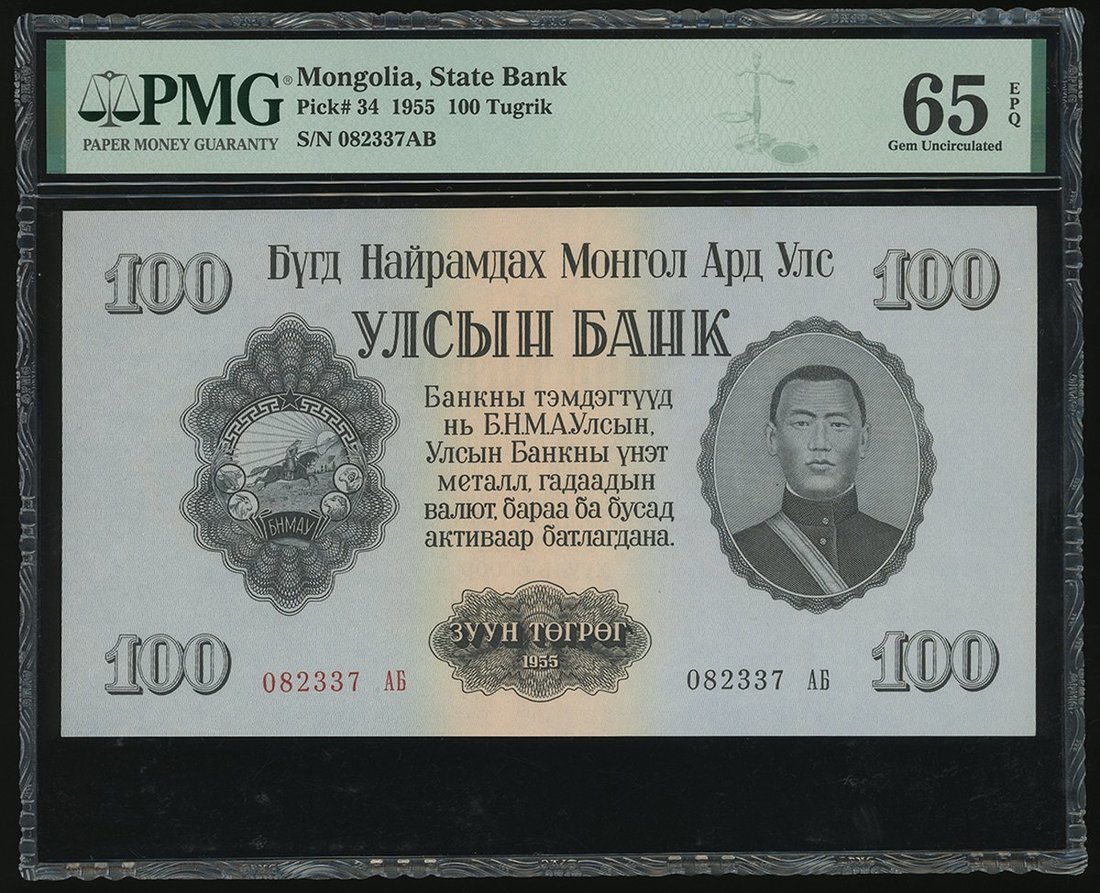 PMG®
PAPER MONEY GUARANTY
Mongolia, State Bank
Pick# 34 1955 100 Tugrik
S/N 082337AB
65 EPQ
Gem Uncirculated
100 100
Бүгд Найрамдах Монгол Ард Улс
УЛСЫН БАНК
Банкны тэмдэгтүүд
нь Б.Н.М.А.Улсын,
Улсын Банкны үнэт
металл, гадаадын
валют, бараа ба бусад
активаар батлагдана.
БНМАУ
ЗУУН ТӨГРӨГ
1955
100 100
082337 АБ 082337 АБ